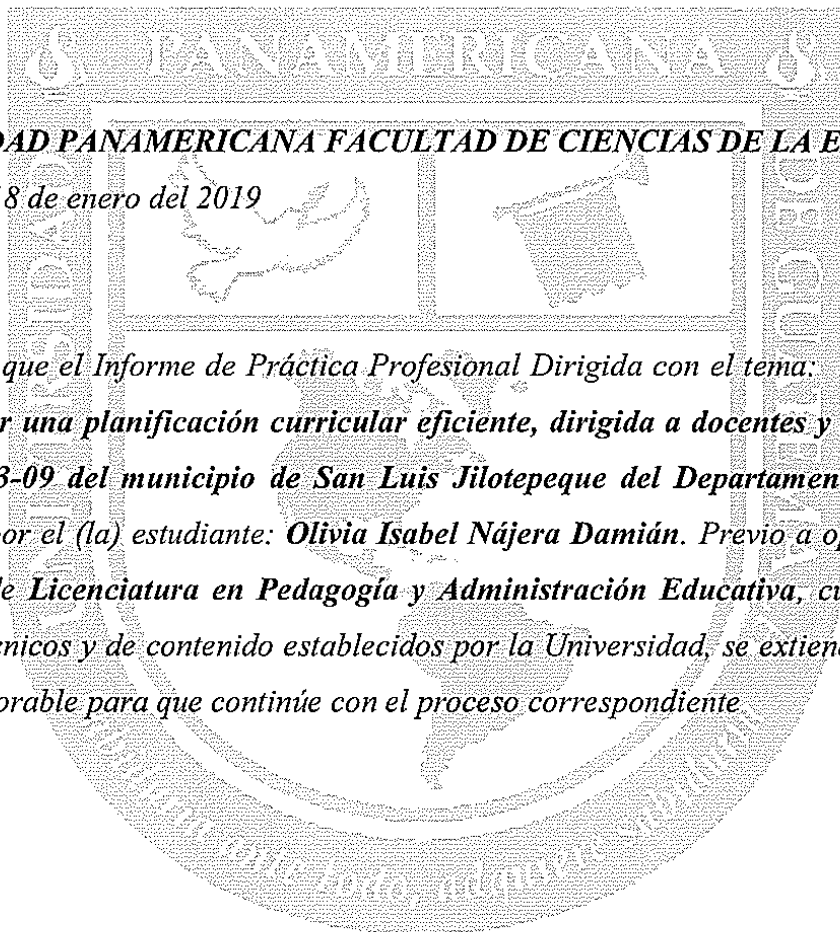 PANAMERICANA
DAD PANAMERICANA FACULTAD DE CIENCIAS DE LA E
8 de enero del 2019
que el Informe de Práctica Profesional Dirigida con el tema:
r una planificación curricular eficiente, dirigida a docentes y
3-09 del municipio de San Luis Jilotepeque del Departamen
or el (la) estudiante: Olivia Isabel Nájera Damián. Previo a o
le Licenciatura en Pedagogía y Administración Educativa, cu
cnicos y de contenido establecidos por la Universidad, se extien
orable para que continúe con el proceso correspondiente